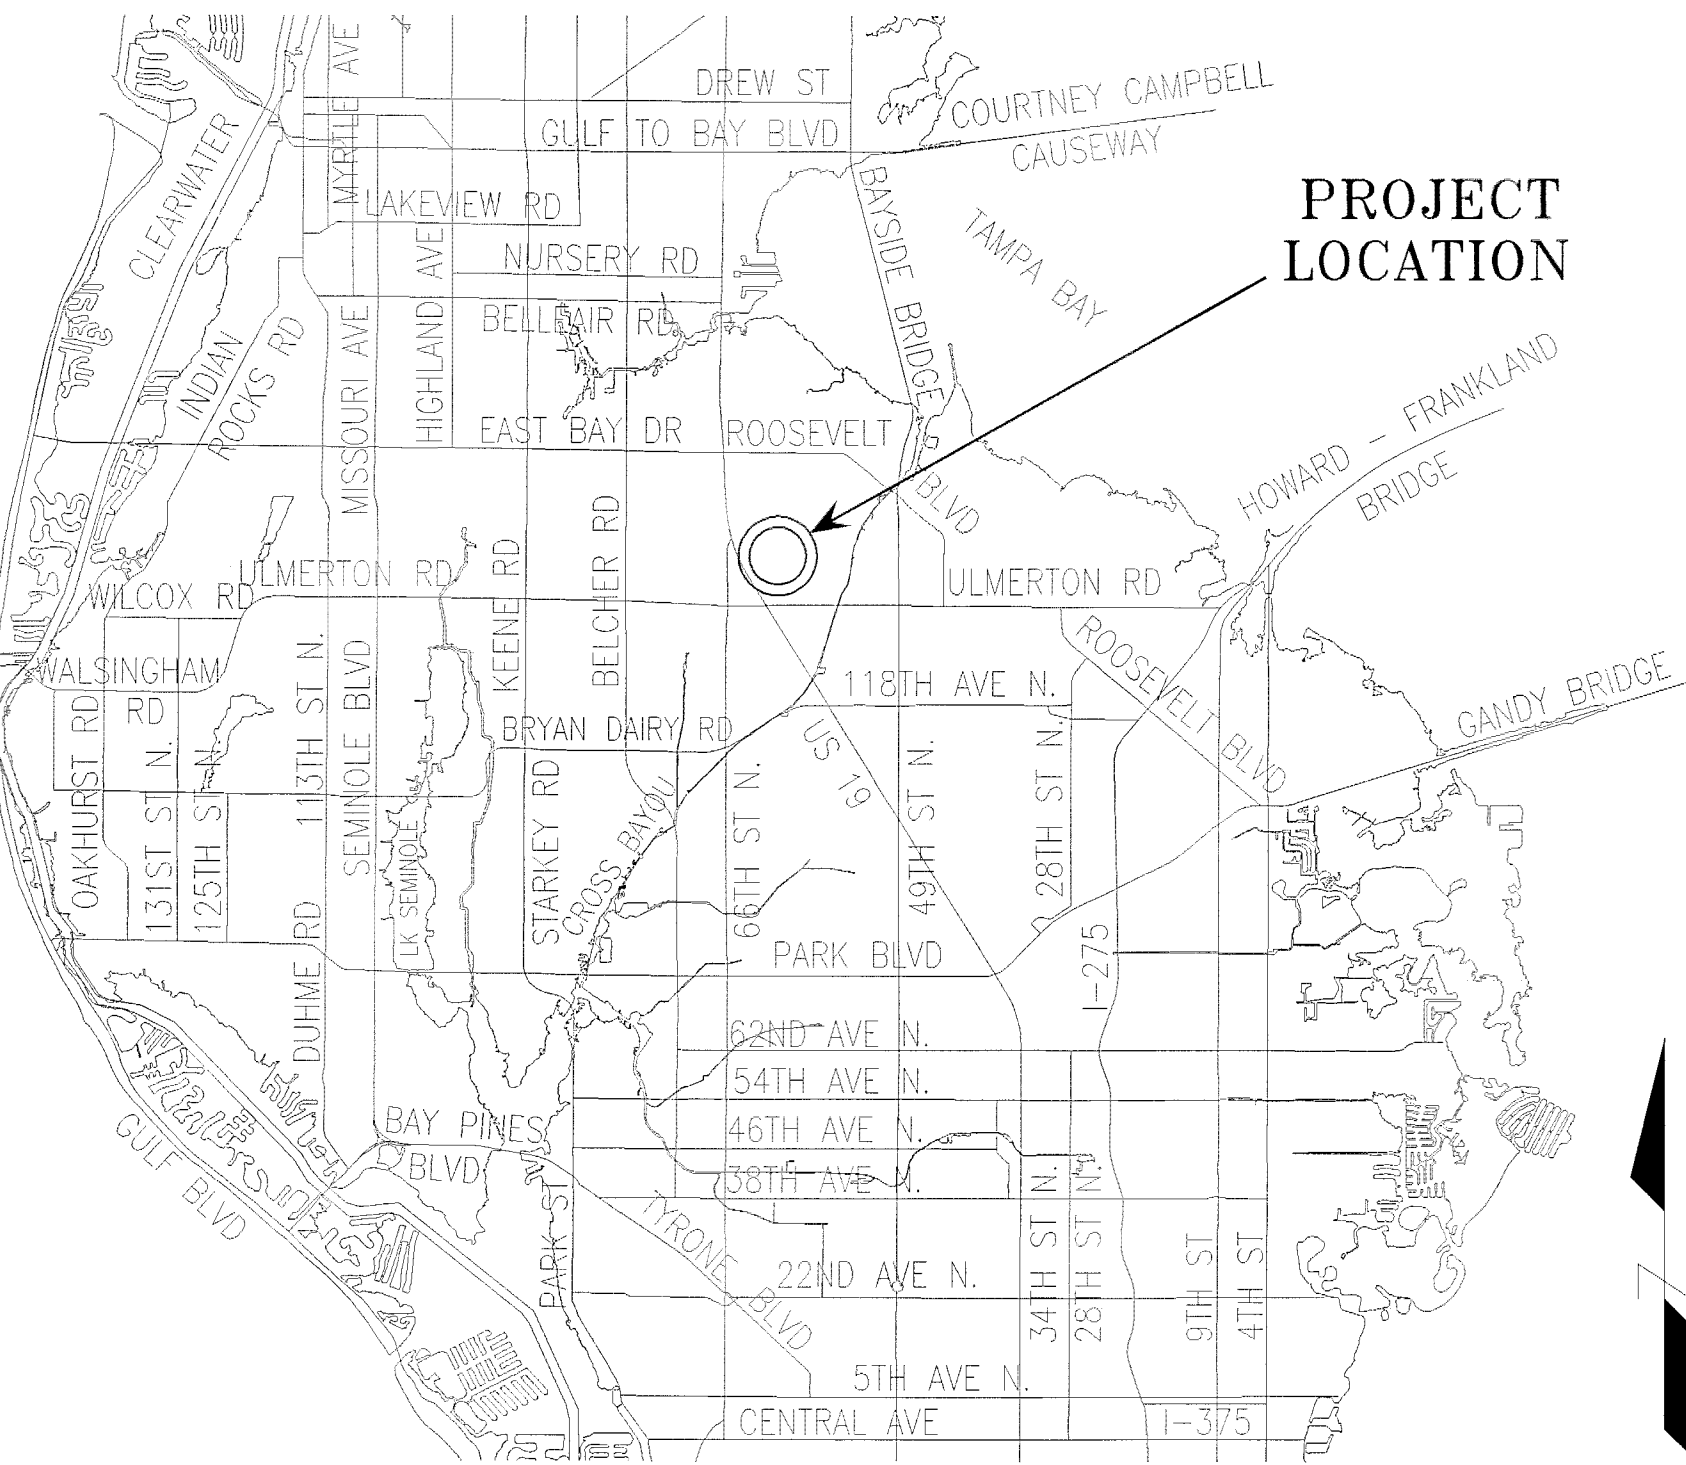 DREW ST
COURTNEY CAMPBELL
CAUSEWAY
GULF TO BAY BLVD
MYRTLE AVE
CLEARWATER
LAKEVIEW RD
PROJECT
LOCATION
BAYSIDE BRIDGE
TAMPA BAY
HIGHLAND AVE
NURSERY RD
BELLEAIR RD
INDIAN
ROCKS RD
MISSOURI AVE
EAST BAY DR
ROOSEVELT
BLVD
HOWARD - FRANKLAND
BRIDGE
ULMERTON RD
WILCOX RD
KEENE RD
BELCHER RD
ULMERTON RD
WALSINGHAM
RD
113TH ST N.
SEMINOLE BLVD
118TH AVE N.
ROOSEVELT BLVD
GANDY BRIDGE
OAKHURST RD
131ST ST N.
125TH ST N.
BRYAN DAIRY RD
US 19
LK SEMINOLE
STARKEY RD
CROSS BAYOU
66TH ST N.
49TH ST N.
28TH ST N.
DUHME RD
PARK BLVD
I-275
62ND AVE N.
54TH AVE N.
46TH AVE N.
38TH AVE N.
BAY PINES
BLVD
GULF
BLVD
PARK ST
TYRONE BLVD
22ND AVE N.
34TH ST N.
28TH ST N.
9TH ST
4TH ST
5TH AVE N.
CENTRAL AVE
I-375